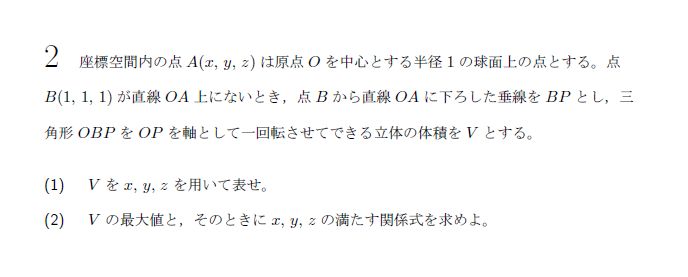 2 座標空間内の点 A(x, y, z) は原点 O を中心とする半径 1 の球面上の点とする。点
B(1, 1, 1) が直線 OA 上にないとき，点 B から直線 OA に下ろした垂線を BP とし，三
角形 OBP を OP を軸として一回転させてできる立体の体積を V とする。
(1) V を x, y, z を用いて表せ。
(2) V の最大値と，そのときに x, y, z の満たす関係式を求めよ。